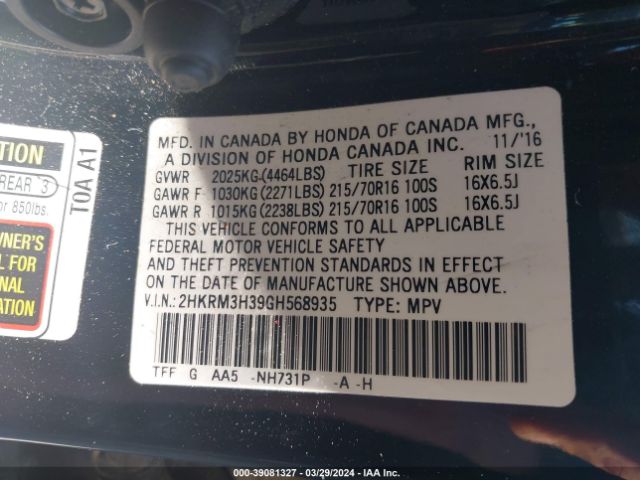 TION
REAR 3
or 850lbs.
WNER'S
L FOR
NAL
ON
T0A A1
MFD. IN CANADA BY HONDA OF CANADA MFG.,
A DIVISION OF HONDA CANADA INC. 11/'16
GVWR 2025KG (4464LBS) TIRE SIZE RIM SIZE
GAWR F 1030KG (2271LBS) 215/70R16 100S 16X6.5J
GAWR R 1015KG (2238LBS) 215/70R16 100S 16X6.5J
THIS VEHICLE CONFORMS TO ALL APPLICABLE
FEDERAL MOTOR VEHICLE SAFETY
AND THEFT PREVENTION STANDARDS IN EFFECT
ON THE DATE OF MANUFACTURE SHOWN ABOVE.
V.I.N.: 2HKRM3H39GH568935 TYPE: MPV
TFF G AA5 -NH731P -A -H
000-39081327 | 03/29/2024 | IAA Inc.